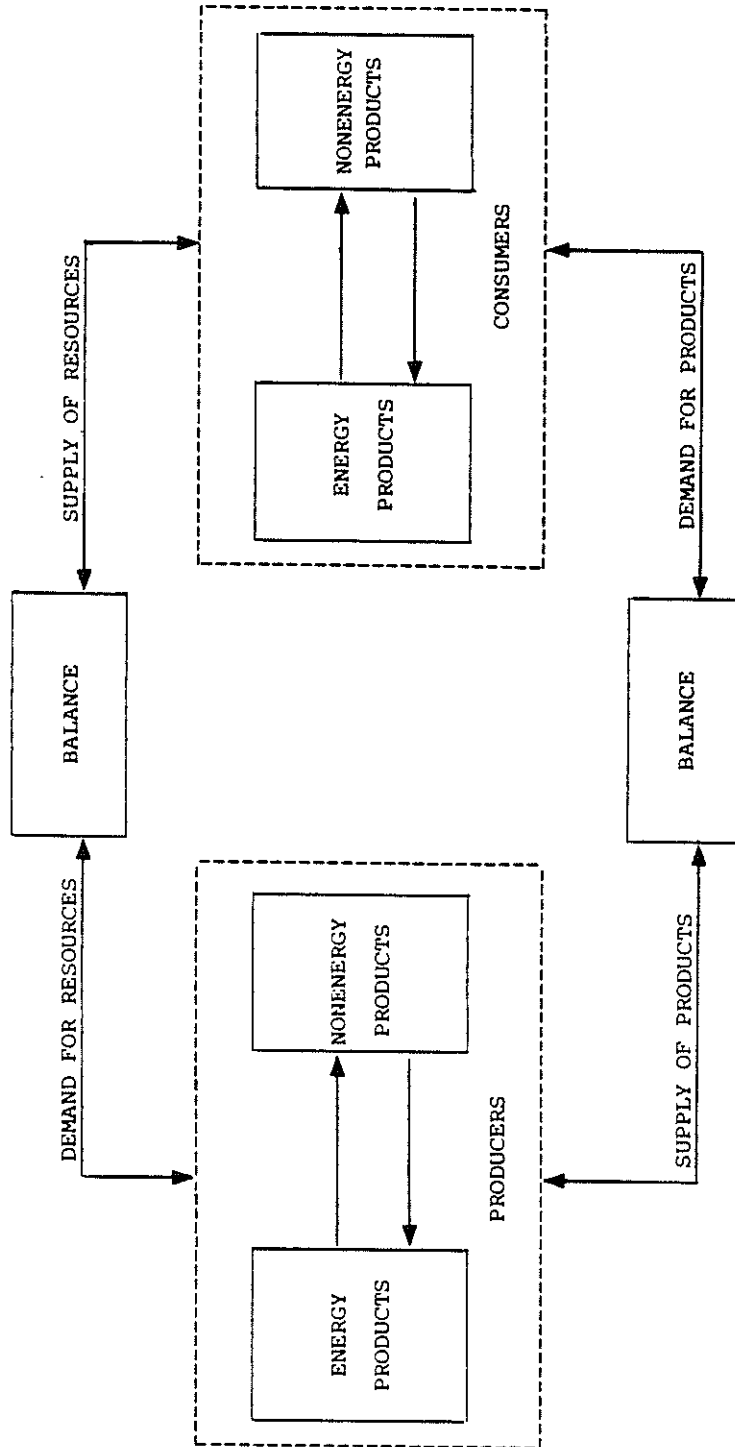 DEMAND FOR RESOURCES
BALANCE
SUPPLY OF RESOURCES
ENERGY
PRODUCTS
NONENERGY
PRODUCTS
PRODUCERS
ENERGY
PRODUCTS
NONENERGY
PRODUCTS
CONSUMERS
SUPPLY OF PRODUCTS
BALANCE
DEMAND FOR PRODUCTS